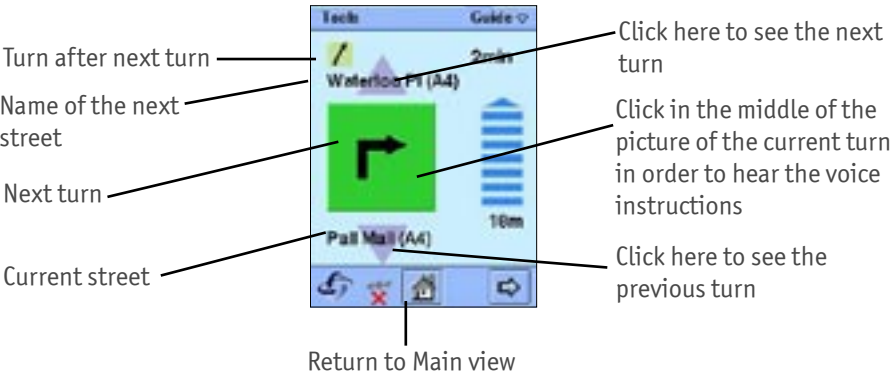 Tools
Guide
Turn after next turn
2min
Waterloo Pl (A4)
Name of the next
street
Next turn
18m
Pall Mall (A4)
Current street
Click here to see the next
turn
Click in the middle of the
picture of the current turn
in order to hear the voice
instructions
Click here to see the
previous turn
Return to Main view